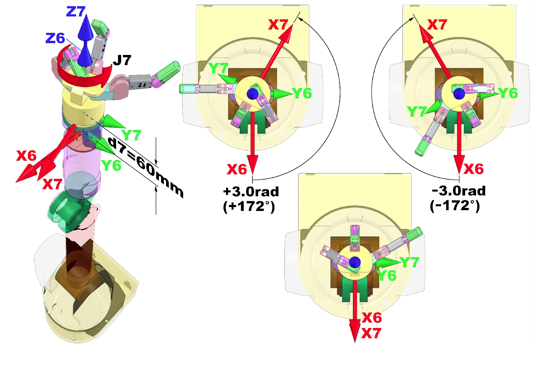 Z7
Z6
J7
Y7
Y6
X6
X7
d7=60mm
X7
Y7
Y6
X6
+3.0rad
(+172°)
X7
Y6
Y7
X6
-3.0rad
(-172°)
Y7
Y6
X6
X7